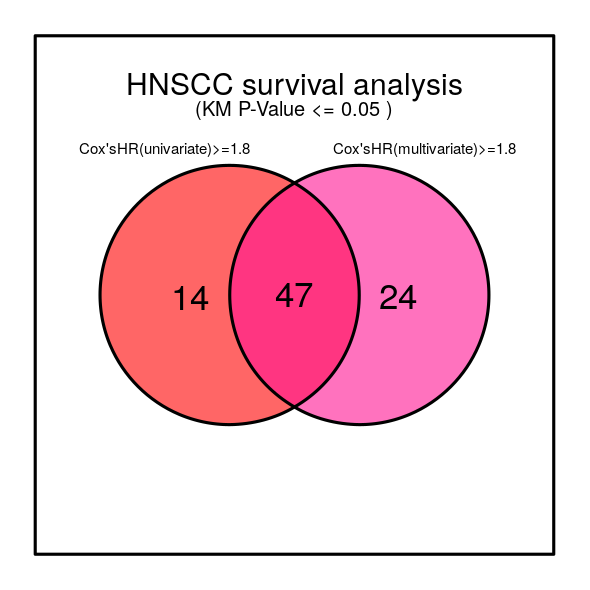 HNSCC survival analysis
(KM P-Value <= 0.05 )
Cox'sHR(univariate)>=1.8
Cox'sHR(multivariate)>=1.8
14
47
24